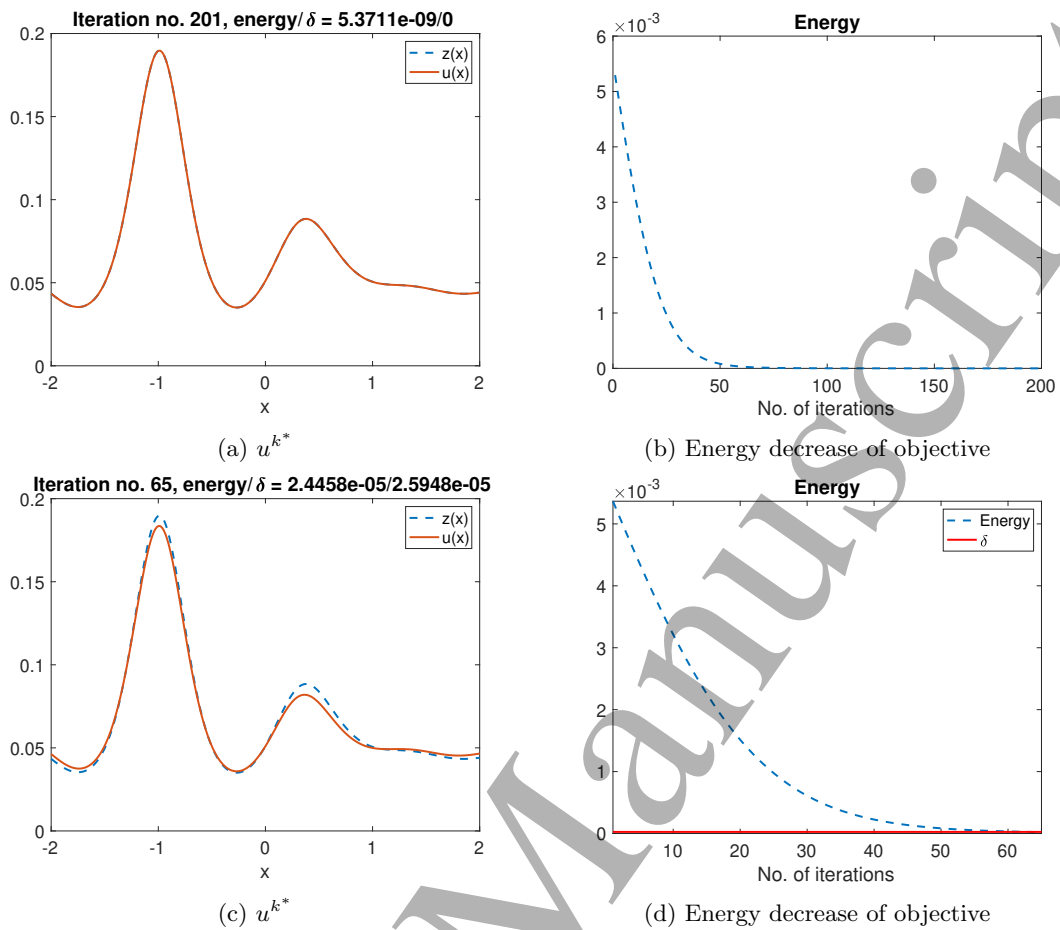 Iteration no. 201, energy/δ = 5.3711e-09/0
0.2
0.15
0.1
0.05
0
-2
-1
0
1
2
x
z(x)
u(x)
(a) u^{k*}
Energy
×10^{-3}
6
5
4
3
2
1
0
0
50
100
150
200
No. of iterations
(b) Energy decrease of objective
Iteration no. 65, energy/δ = 2.4458e-05/2.5948e-05
0.2
0.15
0.1
0.05
0
-2
-1
0
1
2
x
z(x)
u(x)
(c) u^{k*}
Energy
×10^{-3}
5
4
3
2
1
0
10
20
30
40
50
60
No. of iterations
Energy
δ
(d) Energy decrease of objective
Manuscrip